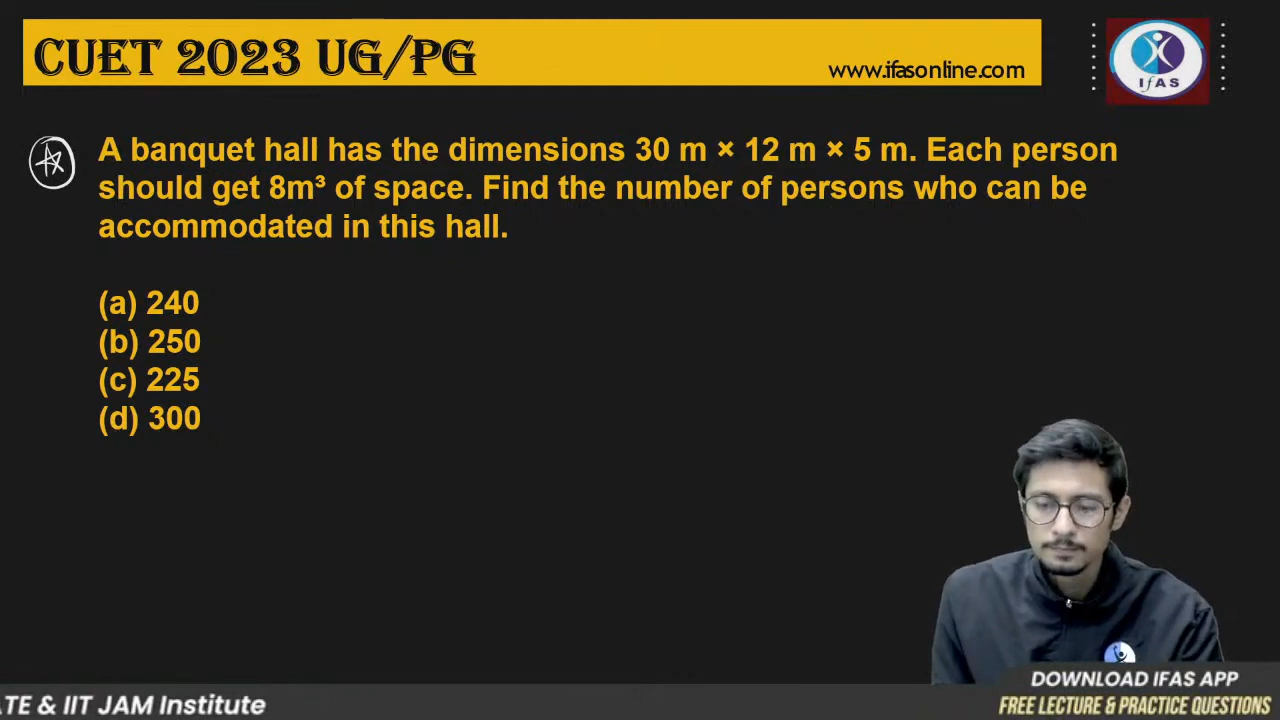 CUET 2023 UG/PG
www.ifasonline.com
IfAS
A banquet hall has the dimensions 30 m × 12 m × 5 m. Each person
should get 8m³ of space. Find the number of persons who can be
accommodated in this hall.
(a) 240
(b) 250
(c) 225
(d) 300
DOWNLOAD IFAS APP
ATE & IIT JAM Institute
FREE LECTURE & PRACTICE QUESTIONS